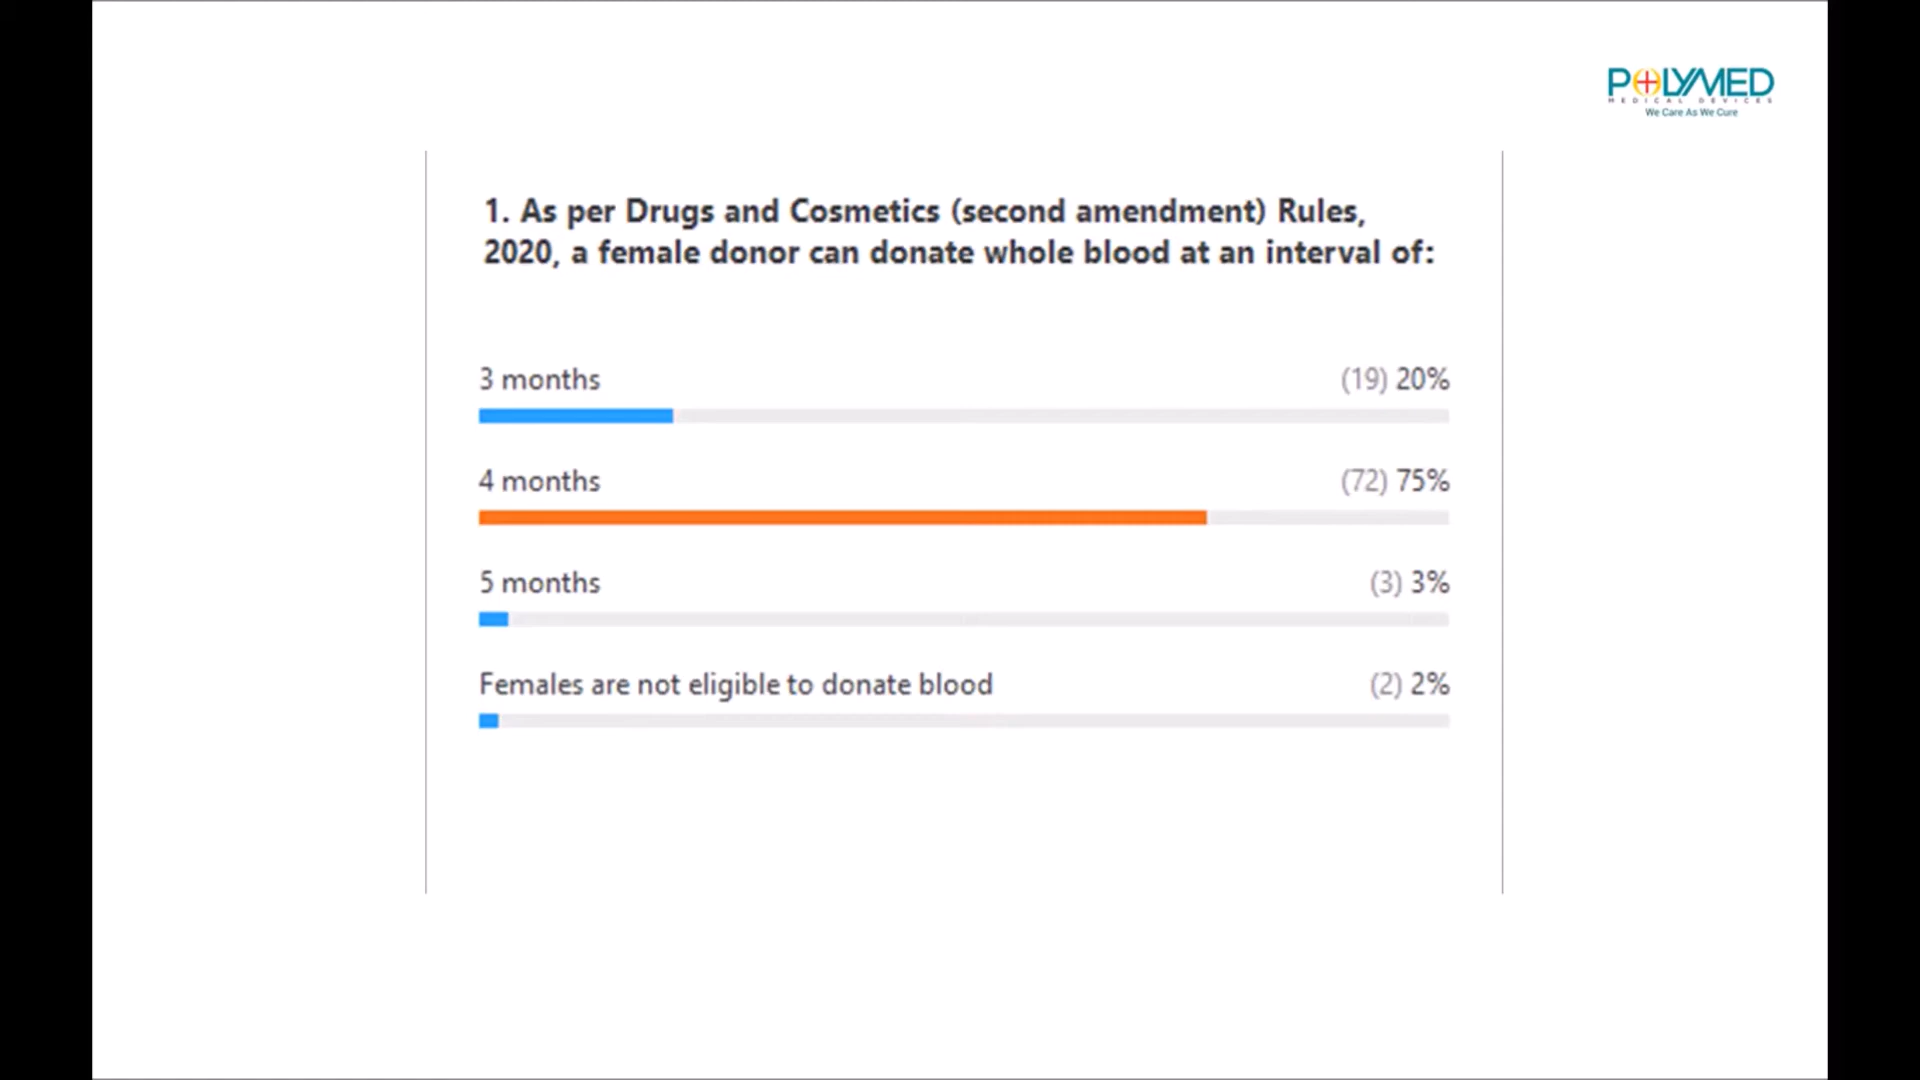 POLYMED
MEDICAL DEVICES
We Care As We Cure
1. As per Drugs and Cosmetics (second amendment) Rules,
2020, a female donor can donate whole blood at an interval of:
3 months (19) 20%
4 months (72) 75%
5 months (3) 3%
Females are not eligible to donate blood (2) 2%